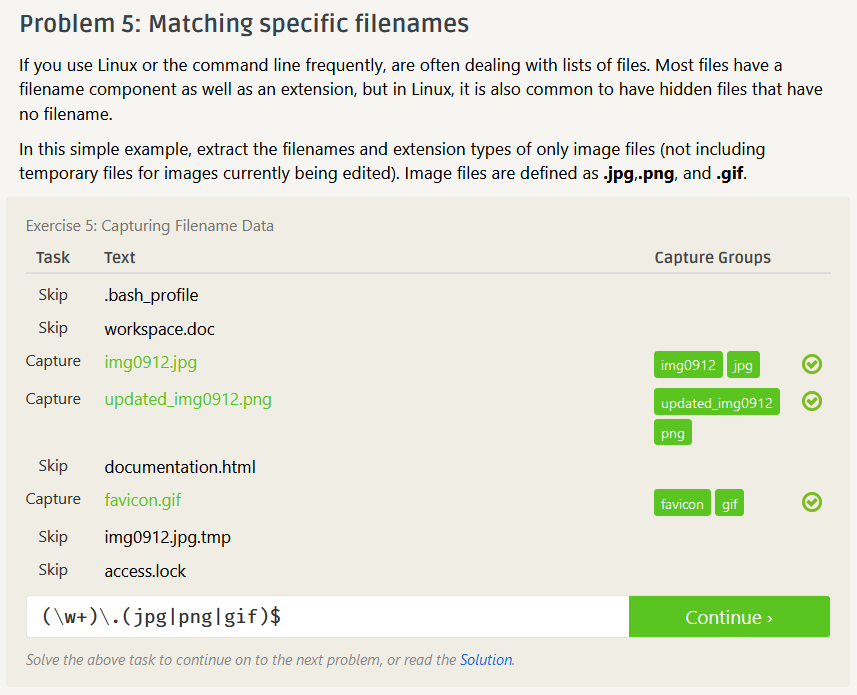 Problem 5: Matching specific filenames
If you use Linux or the command line frequently, are often dealing with lists of files. Most files have a
filename component as well as an extension, but in Linux, it is also common to have hidden files that have
no filename.
In this simple example, extract the filenames and extension types of only image files (not including
temporary files for images currently being edited). Image files are defined as .jpg,.png, and .gif.
Exercise 5: Capturing Filename Data
Task Text Capture Groups
Skip .bash_profile
Skip workspace.doc
Capture img0912.jpg img0912 jpg
Capture updated_img0912.png updated_img0912
png
Skip documentation.html
Capture favicon.gif favicon gif
Skip img0912.jpg.tmp
Skip access.lock
(\w+)\.(jpg|png|gif)$ Continue ›
Solve the above task to continue on to the next problem, or read the Solution.